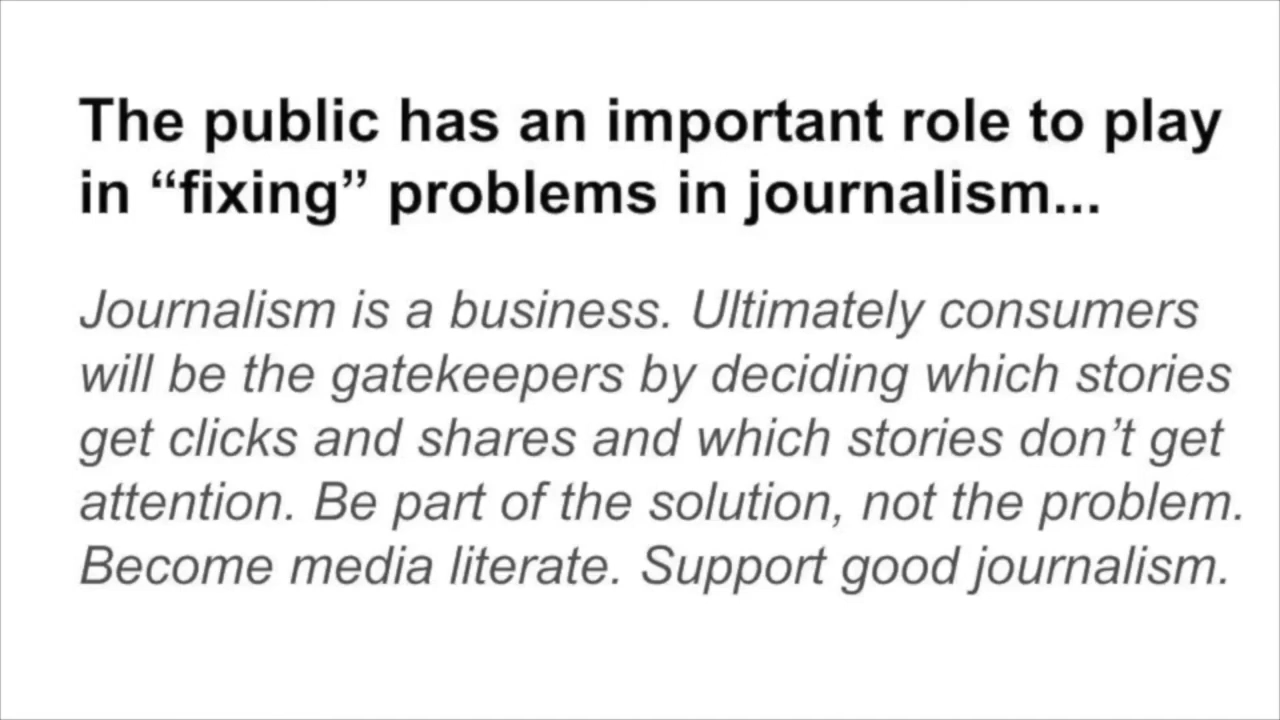 The public has an important role to play
in “fixing” problems in journalism...
Journalism is a business. Ultimately consumers
will be the gatekeepers by deciding which stories
get clicks and shares and which stories don’t get
attention. Be part of the solution, not the problem.
Become media literate. Support good journalism.